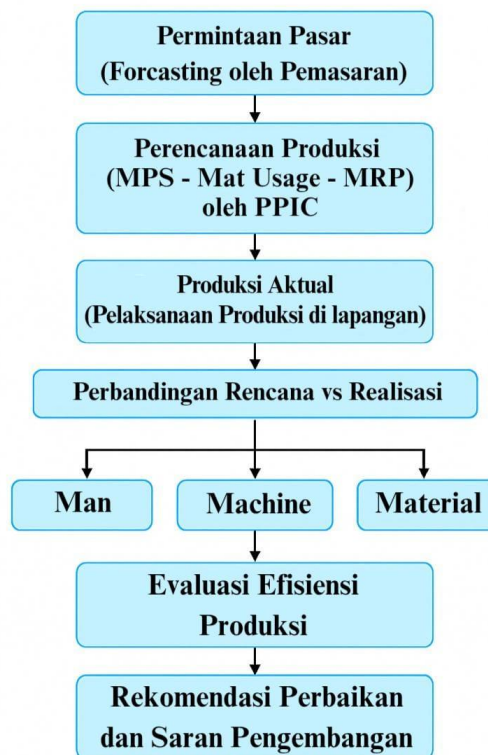 Permintaan Pasar
(Forcasting oleh Pemasaran)
Perencanaan Produksi
(MPS - Mat Usage - MRP)
oleh PPIC
Produksi Aktual
(Pelaksanaan Produksi di lapangan)
Perbandingan Rencana vs Realisasi
Man
Machine
Material
Evaluasi Efisiensi
Produksi
Rekomendasi Perbaikan
dan Saran Pengembangan